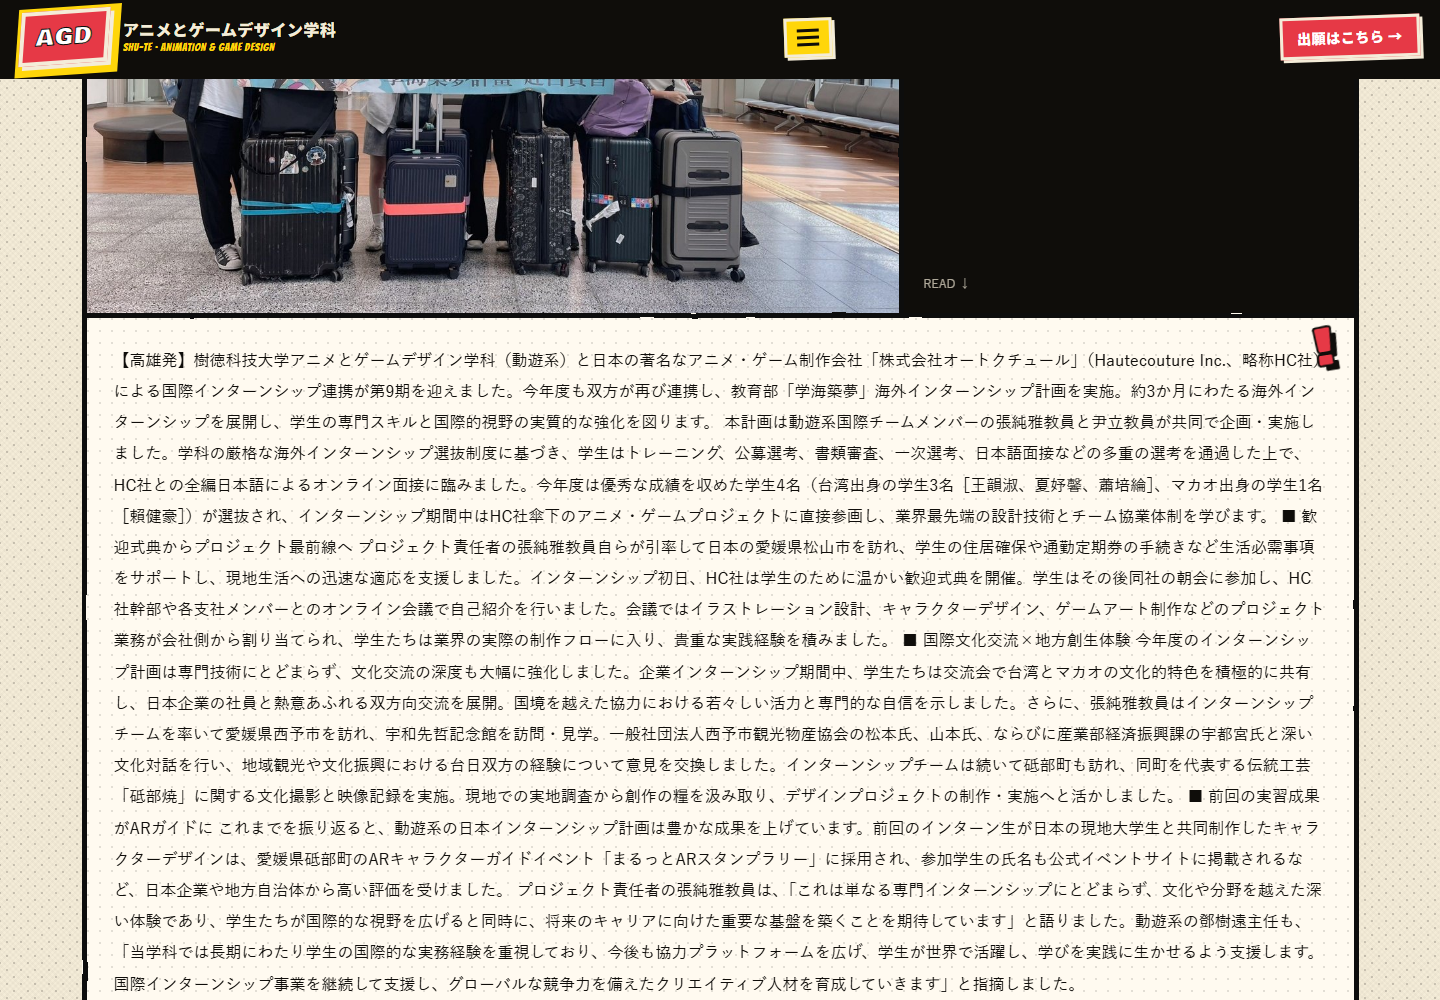 AGD
アニメとゲームデザイン学科
SHU-TE · ANIMATION & GAME DESIGN
出願はこちら →
READ ↓
【高雄発】樹徳科技大学アニメとゲームデザイン学科（動遊系）と日本の著名なアニメ・ゲーム制作会社「株式会社オートクチュール」（Hautecouture Inc.、略称HC社）
による国際インターンシップ連携が第9期を迎えました。今年度も双方が再び連携し、教育部「学海築夢」海外インターンシップ計画を実施。約3か月にわたる海外イン
ターンシップを展開し、学生の専門スキルと国際的視野の実質的な強化を図ります。 本計画は動遊系国際チームメンバーの張純雅教員と尹立教員が共同で企画・実施し
ました。学科の厳格な海外インターンシップ選抜制度に基づき、学生はトレーニング、公募選考、書類審査、一次選考、日本語面接などの多重の選考を通過した上で、
HC社との全編日本語によるオンライン面接に臨みました。今年度は優秀な成績を収めた学生4名（台湾出身の学生3名［王韻淑、夏妤馨、蕭培綸］、マカオ出身の学生1名
［賴健豪］）が選抜され、インターンシップ期間中はHC社傘下のアニメ・ゲームプロジェクトに直接参画し、業界最先端の設計技術とチーム協業体制を学びます。 ■ 歓
迎式典からプロジェクト最前線へ プロジェクト責任者の張純雅教員自らが引率して日本の愛媛県松山市を訪れ、学生の住居確保や通勤定期券の手続きなど生活必需事項
をサポートし、現地生活への迅速な適応を支援しました。インターンシップ初日、HC社は学生のために温かい歓迎式典を開催。学生はその後同社の朝会に参加し、HC
社幹部や各支社メンバーとのオンライン会議で自己紹介を行いました。会議ではイラストレーション設計、キャラクターデザイン、ゲームアート制作などのプロジェクト
業務が会社側から割り当てられ、学生たちは業界の実際の制作フローに入り、貴重な実践経験を積みました。 ■ 国際文化交流×地方創生体験 今年度のインターンシッ
プ計画は専門技術にとどまらず、文化交流の深度も大幅に強化しました。企業インターンシップ期間中、学生たちは交流会で台湾とマカオの文化的特色を積極的に共有
し、日本企業の社員と熱意あふれる双方向交流を展開。国境を越えた協力における若々しい活力と専門的な自信を示しました。さらに、張純雅教員はインターンシップ
チームを率いて愛媛県西予市を訪れ、宇和先哲記念館を訪問・見学。一般社団法人西予市観光物産協会の松本氏、山本氏、ならびに産業部経済振興課の宇都宮氏と深い
文化対話を行い、地域観光や文化振興における台日双方の経験について意見を交換しました。インターンシップチームは続いて砥部町も訪れ、同町を代表する伝統工芸
「砥部焼」に関する文化撮影と映像記録を実施。現地での実地調査から創作の糧を汲み取り、デザインプロジェクトの制作・実施へと活かしました。 ■ 前回の実習成果
がARガイドに これまでを振り返ると、動遊系の日本インターンシップ計画は豊かな成果を上げています。前回のインターン生が日本の現地大学生と共同制作したキャラ
クターデザインは、愛媛県砥部町のARキャラクターガイドイベント「まるっとARスタンプラリー」に採用され、参加学生の氏名も公式イベントサイトに掲載されるな
ど、日本企業や地方自治体から高い評価を受けました。 プロジェクト責任者の張純雅教員は、「これは単なる専門インターンシップにとどまらず、文化や分野を越えた深
い体験であり、学生たちが国際的な視野を広げると同時に、将来のキャリアに向けた重要な基盤を築くことを期待しています」と語りました。動遊系の鄧樹遠主任も、
「当学科では長期にわたり学生の国際的な実務経験を重視しており、今後も協力プラットフォームを広げ、学生が世界で活躍し、学びを実践に生かせるよう支援します。
国際インターンシップ事業を継続して支援し、グローバルな競争力を備えたクリエイティブ人材を育成していきます」と指摘しました。